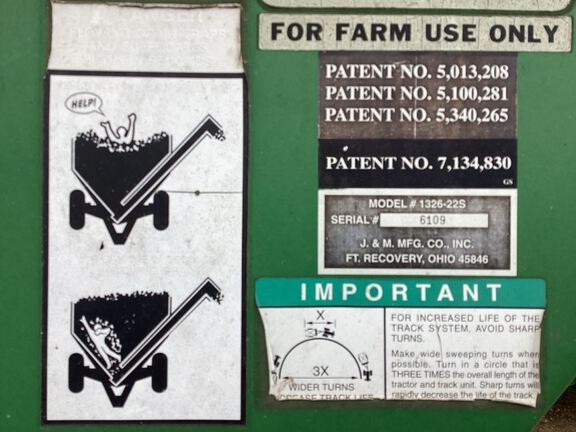 FOR FARM USE ONLY
HELP!
PATENT NO. 5,013,208
PATENT NO. 5,100,281
PATENT NO. 5,340,265
PATENT NO. 7,134,830
GS
MODEL # 1326-22S
SERIAL # 6109
J. & M. MFG. CO., INC.
FT. RECOVERY, OHIO 45846
IMPORTANT
X
3X
WIDER TURNS
TRACK LIFE
FOR INCREASED LIFE OF THE
TRACK SYSTEM, AVOID SHARP
TURNS.
Make wide sweeping turns when
possible. Turn in a circle that is
THREE TIMES the overall length of the
tractor and track unit. Sharp turns will
rapidly decrease the life of the track.